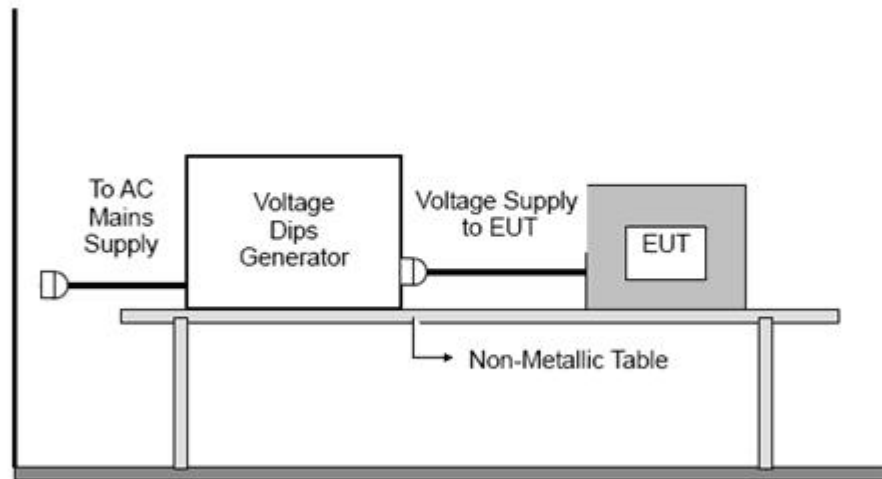 To AC
Mains
Supply
Voltage
Dips
Generator
Voltage Supply
to EUT
EUT
Non-Metallic Table